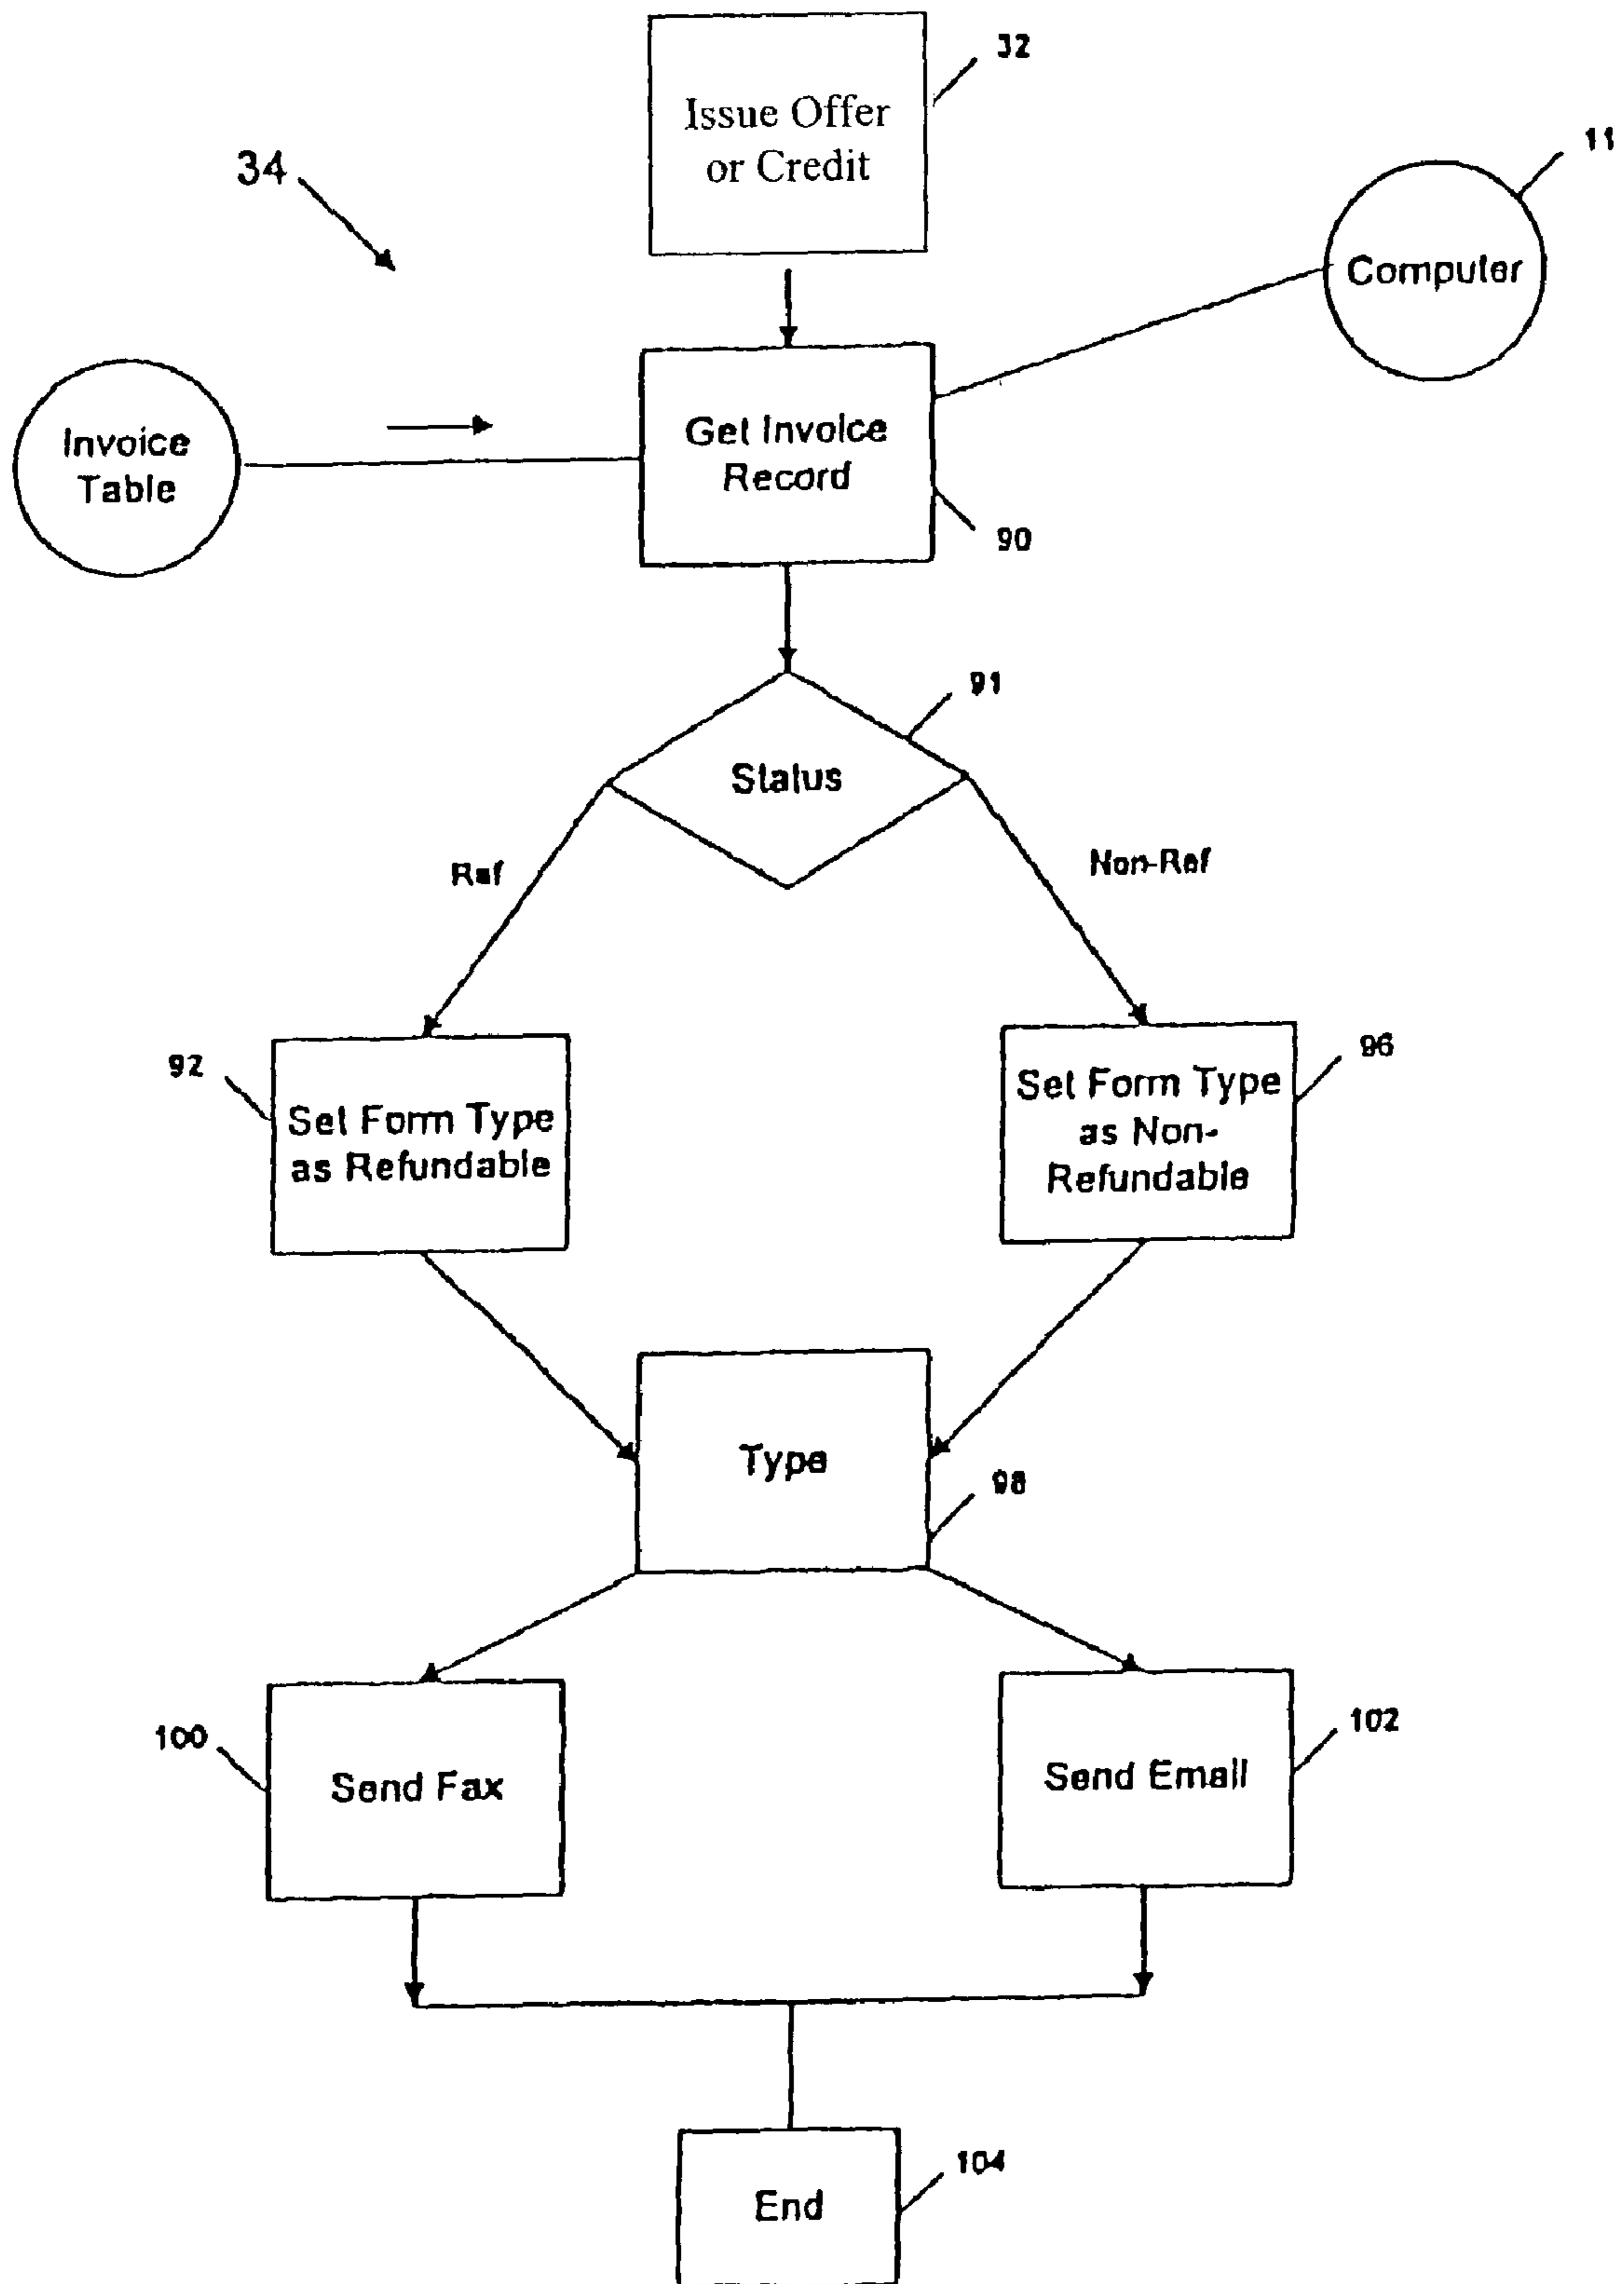 32
Issue Offer
or Credit
11
34
Computer
Invoice
Table
Get Invoice
Record
90
91
Status
Ref
Non-Ref
92
96
Set Form Type
as Refundable
Set Form Type
as Non-
Refundable
Type
98
100
102
Send Fax
Send Email
104
End